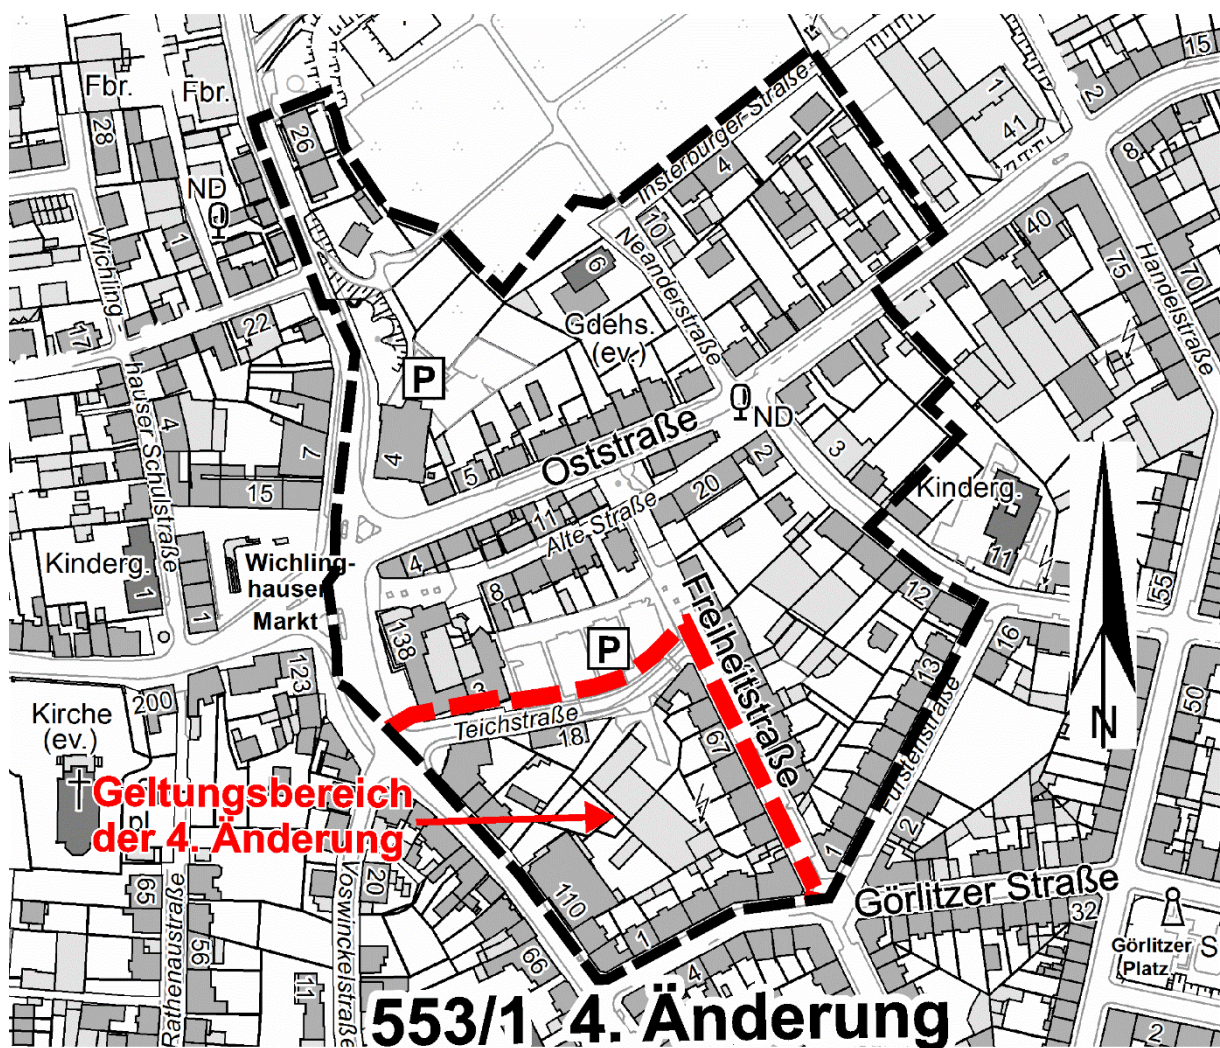 15
Fbr.
Fbr.
28
26
1
41
2
8
Insterburger Straße
4
ND
10
Neanderstraße
1
Wichling-
hauser Schulstraße
6
40
75
70
Handelstraße
22
17
Gdehs.
(ev.)
P
4
7
4
5
Oststraße
ND
3
2
15
20
11
Alte Straße
Kinderg.
11
Kinderg.
1
1
Wichling-
hauser
Markt
4
8
12
55
Freiheitstraße
P
138
3
16
13
Fürstenstraße
123
200
Kirche
(ev.)
Teichstraße
18
67
50
N
Geltungsbereich
der 4. Änderung
pl.
2
1
Görlitzer Straße
32
65
20
110
Rathenaustraße
56
Görlitzer
Platz
S
1
11
66
4
2
553/1 4. Änderung